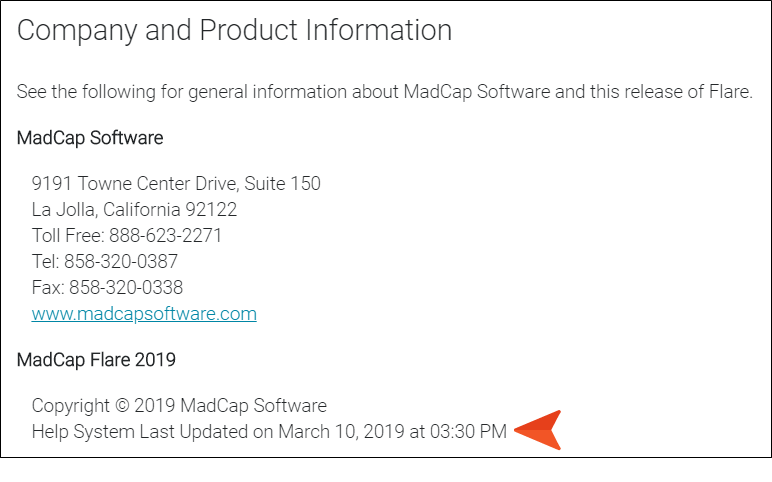 Company and Product Information
See the following for general information about MadCap Software and this release of Flare.
MadCap Software
9191 Towne Center Drive, Suite 150
La Jolla, California 92122
Toll Free: 888-623-2271
Tel: 858-320-0387
Fax: 858-320-0338
www.madcapsoftware.com
MadCap Flare 2019
Copyright © 2019 MadCap Software
Help System Last Updated on March 10, 2019 at 03:30 PM